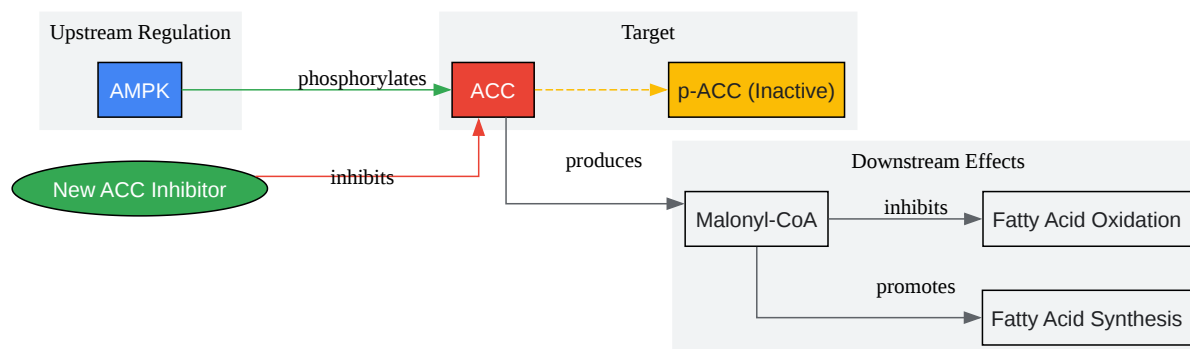 Upstream Regulation
Target
AMPK
phosphorylates
ACC
p-ACC (Inactive)
New ACC Inhibitor
inhibits
produces
Downstream Effects
Malonyl-CoA
inhibits
Fatty Acid Oxidation
promotes
Fatty Acid Synthesis